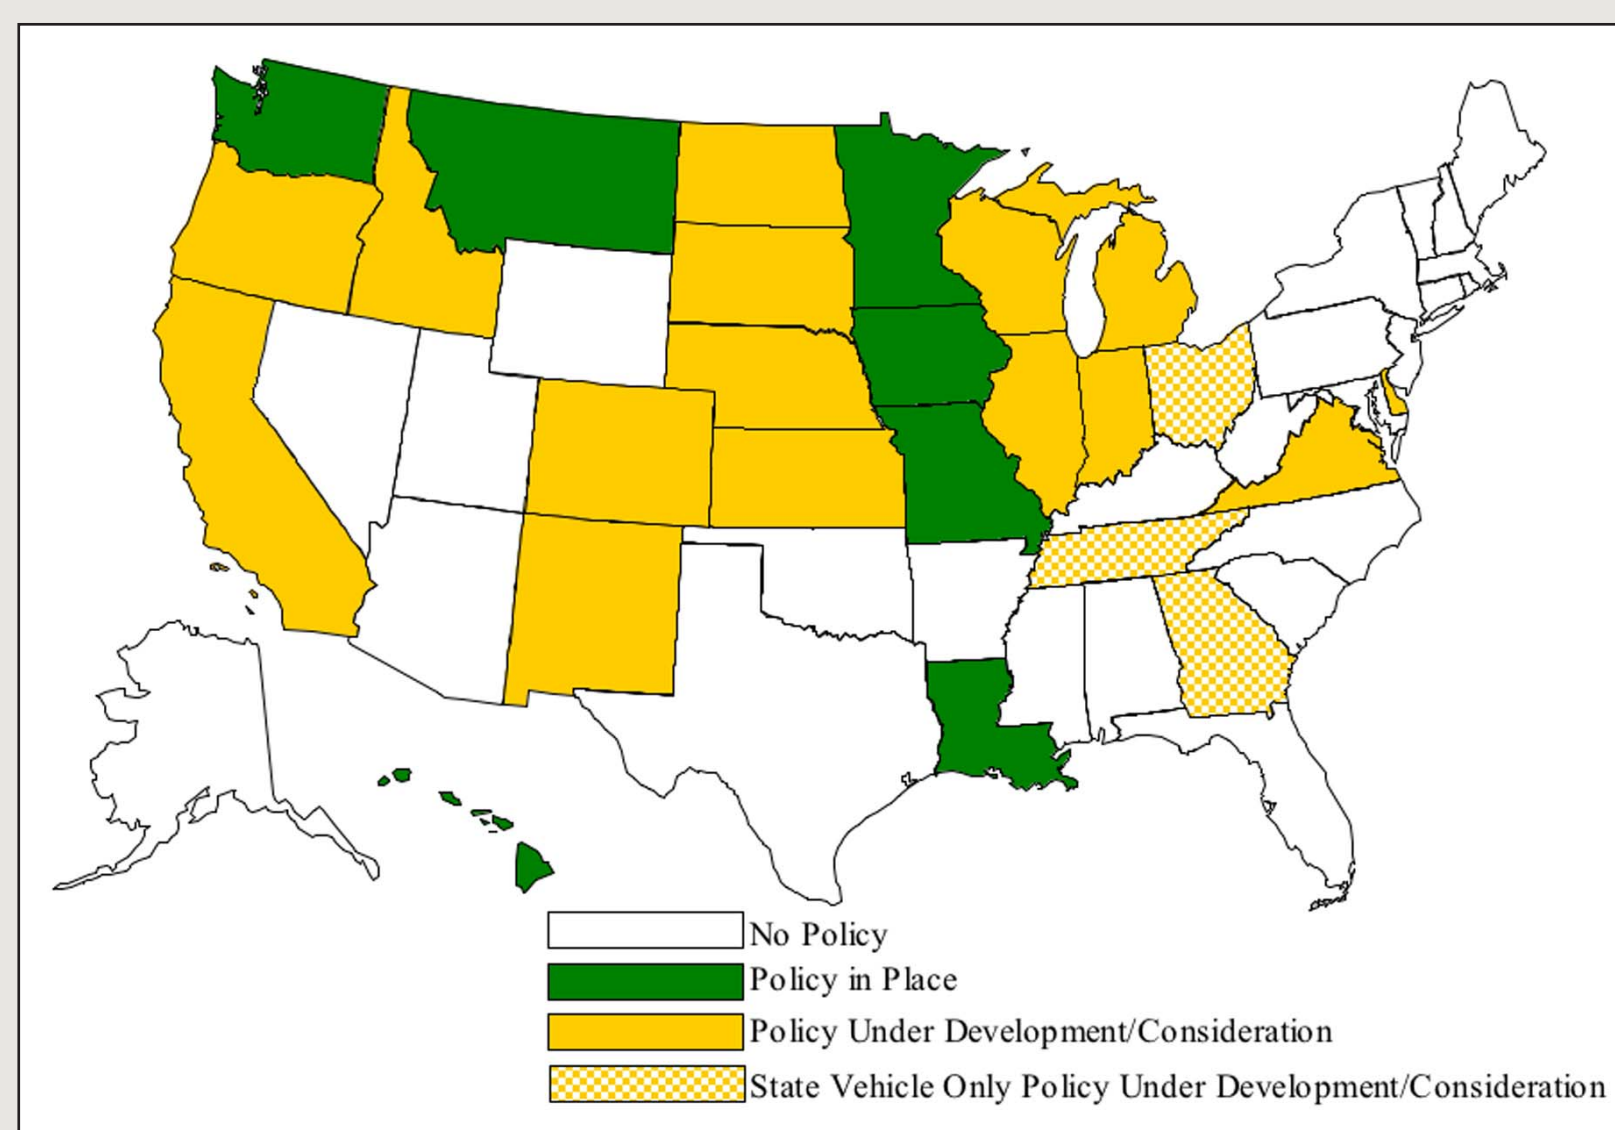 No Policy
Policy in Place
Policy Under Development/Consideration
State Vehicle Only Policy Under Development/Consideration